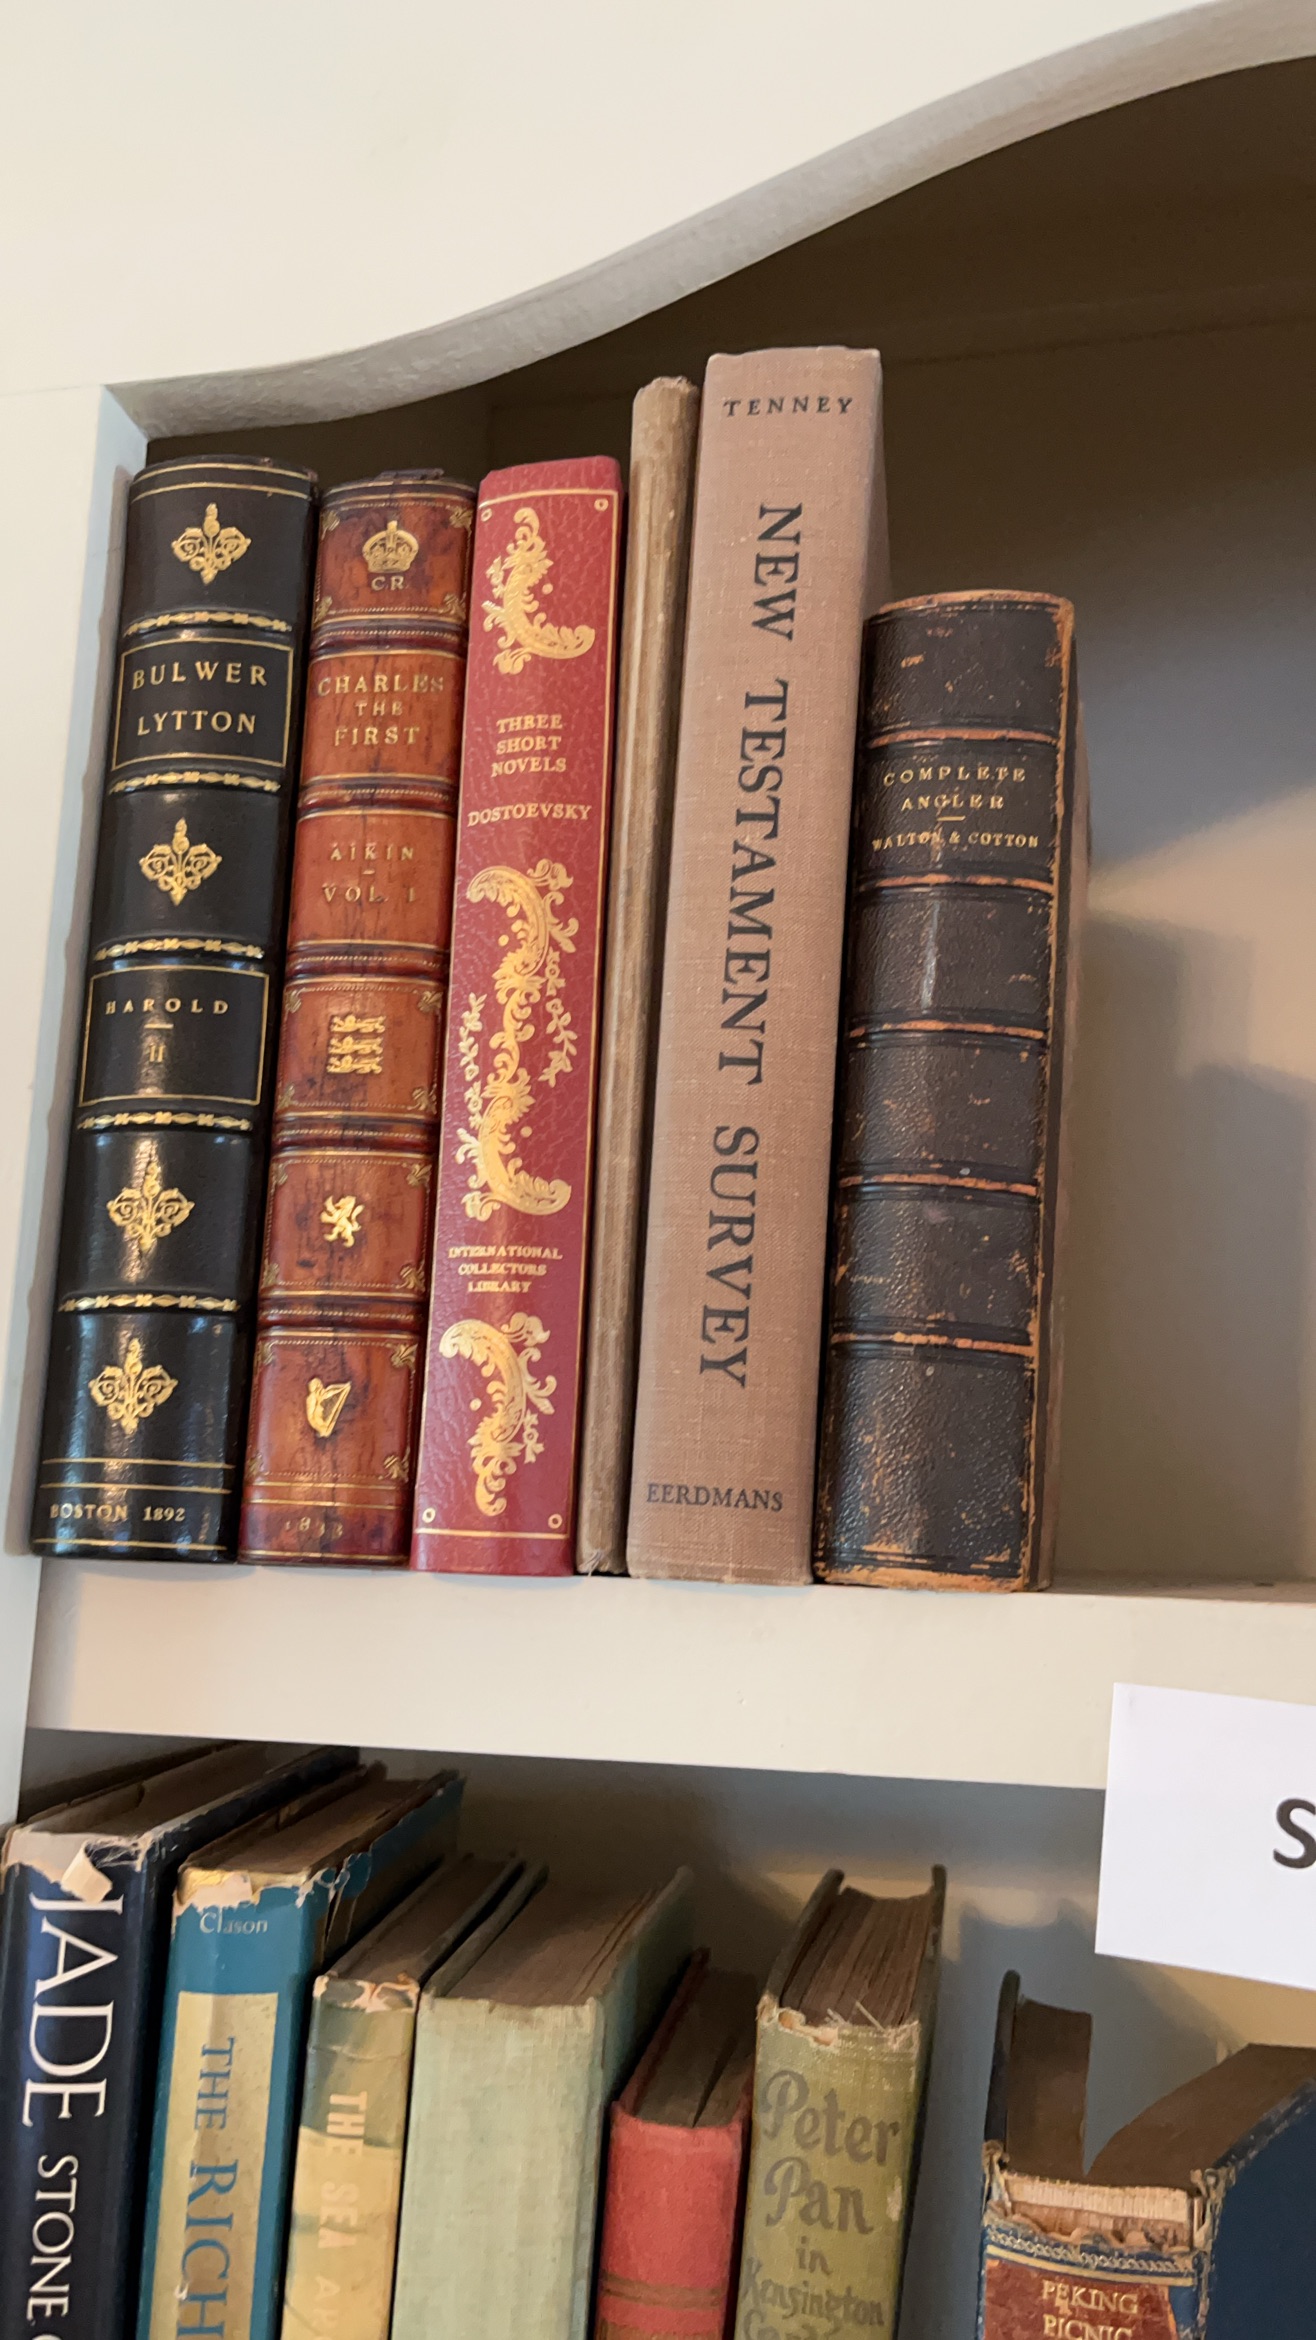 BULWER
LYTTON
HAROLD
II
BOSTON 1892
CR
CHARLES
THE
FIRST
AIKIN
VOL. I
1833
THREE
SHORT
NOVELS
DOSTOEVSKY
INTERNATIONAL
COLLECTORS
LIBRARY
TENNEY
NEW TESTAMENT SURVEY
EERDMANS
COMPLETE
ANGLER
WALTON & COTTON
S
JADE STONE
Clason
THE RICH
THE SEA
Peter
Pan
in
Kensington
PEKING
PICNIC